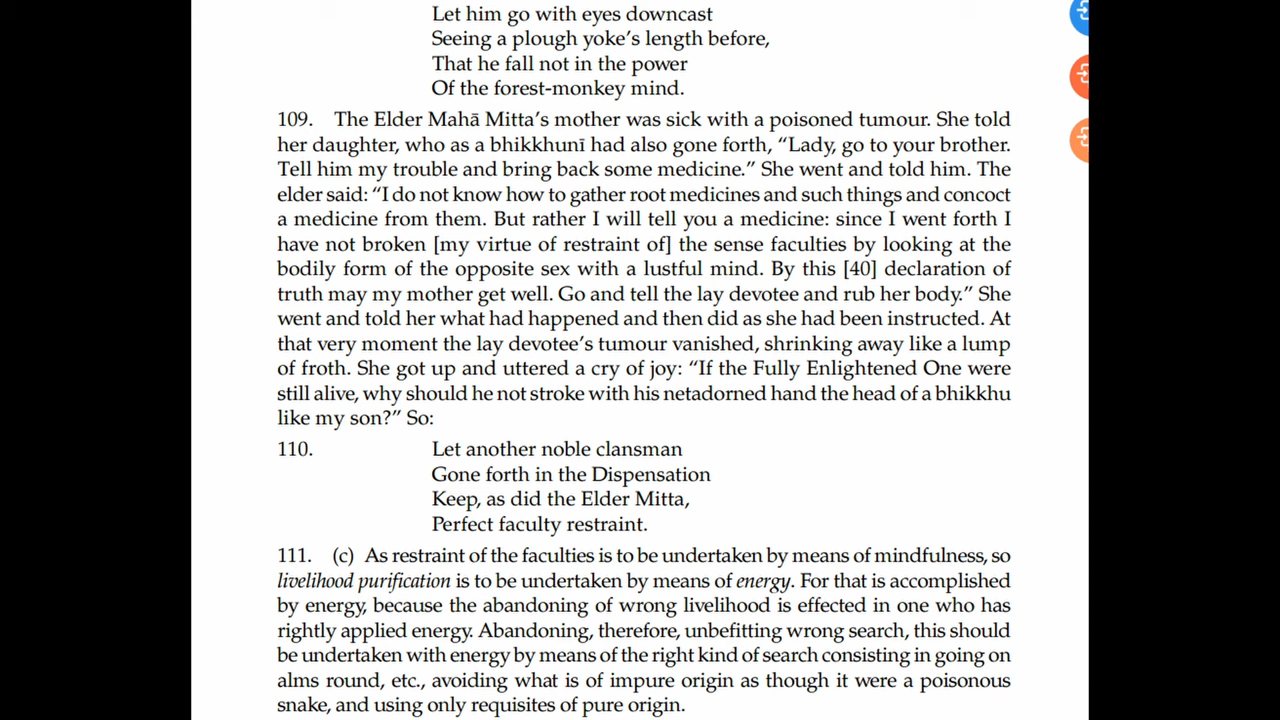 Let him go with eyes downcast
Seeing a plough yoke's length before,
That he fall not in the power
Of the forest-monkey mind.
109. The Elder Mahā Mitta's mother was sick with a poisoned tumour. She told
her daughter, who as a bhikkhunī had also gone forth, “Lady, go to your brother.
Tell him my trouble and bring back some medicine.” She went and told him. The
elder said: “I do not know how to gather root medicines and such things and concoct
a medicine from them. But rather I will tell you a medicine: since I went forth I
have not broken [my virtue of restraint of] the sense faculties by looking at the
bodily form of the opposite sex with a lustful mind. By this [40] declaration of
truth may my mother get well. Go and tell the lay devotee and rub her body.” She
went and told her what had happened and then did as she had been instructed. At
that very moment the lay devotee's tumour vanished, shrinking away like a lump
of froth. She got up and uttered a cry of joy: “If the Fully Enlightened One were
still alive, why should he not stroke with his netadorned hand the head of a bhikkhu
like my son?” So:
110. Let another noble clansman
Gone forth in the Dispensation
Keep, as did the Elder Mitta,
Perfect faculty restraint.
111. (c) As restraint of the faculties is to be undertaken by means of mindfulness, so
livelihood purification is to be undertaken by means of energy. For that is accomplished
by energy, because the abandoning of wrong livelihood is effected in one who has
rightly applied energy. Abandoning, therefore, unbefitting wrong search, this should
be undertaken with energy by means of the right kind of search consisting in going on
alms round, etc., avoiding what is of impure origin as though it were a poisonous
snake, and using only requisites of pure origin.